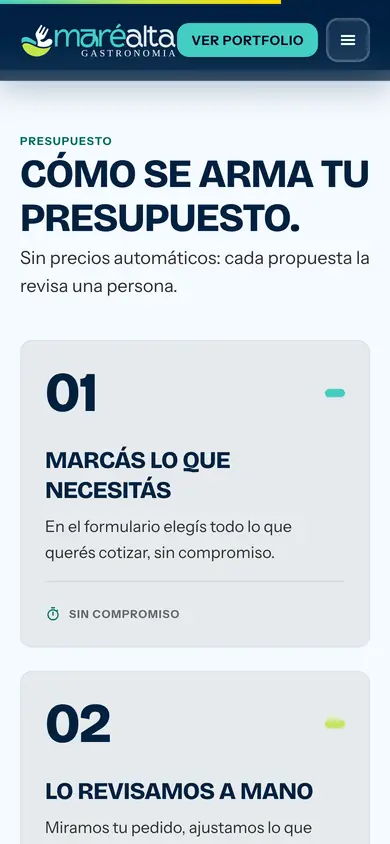 maréalta
GASTRONOMIA
VER PORTFOLIO
PRESUPUESTO
CÓMO SE ARMA TU
PRESUPUESTO.
Sin precios automáticos: cada propuesta la
revisa una persona.
01
MARCÁS LO QUE
NECESITÁS
En el formulario elegís todo lo que
querés cotizar, sin compromiso.
SIN COMPROMISO
02
LO REVISAMOS A MANO
Miramos tu pedido, ajustamos lo que